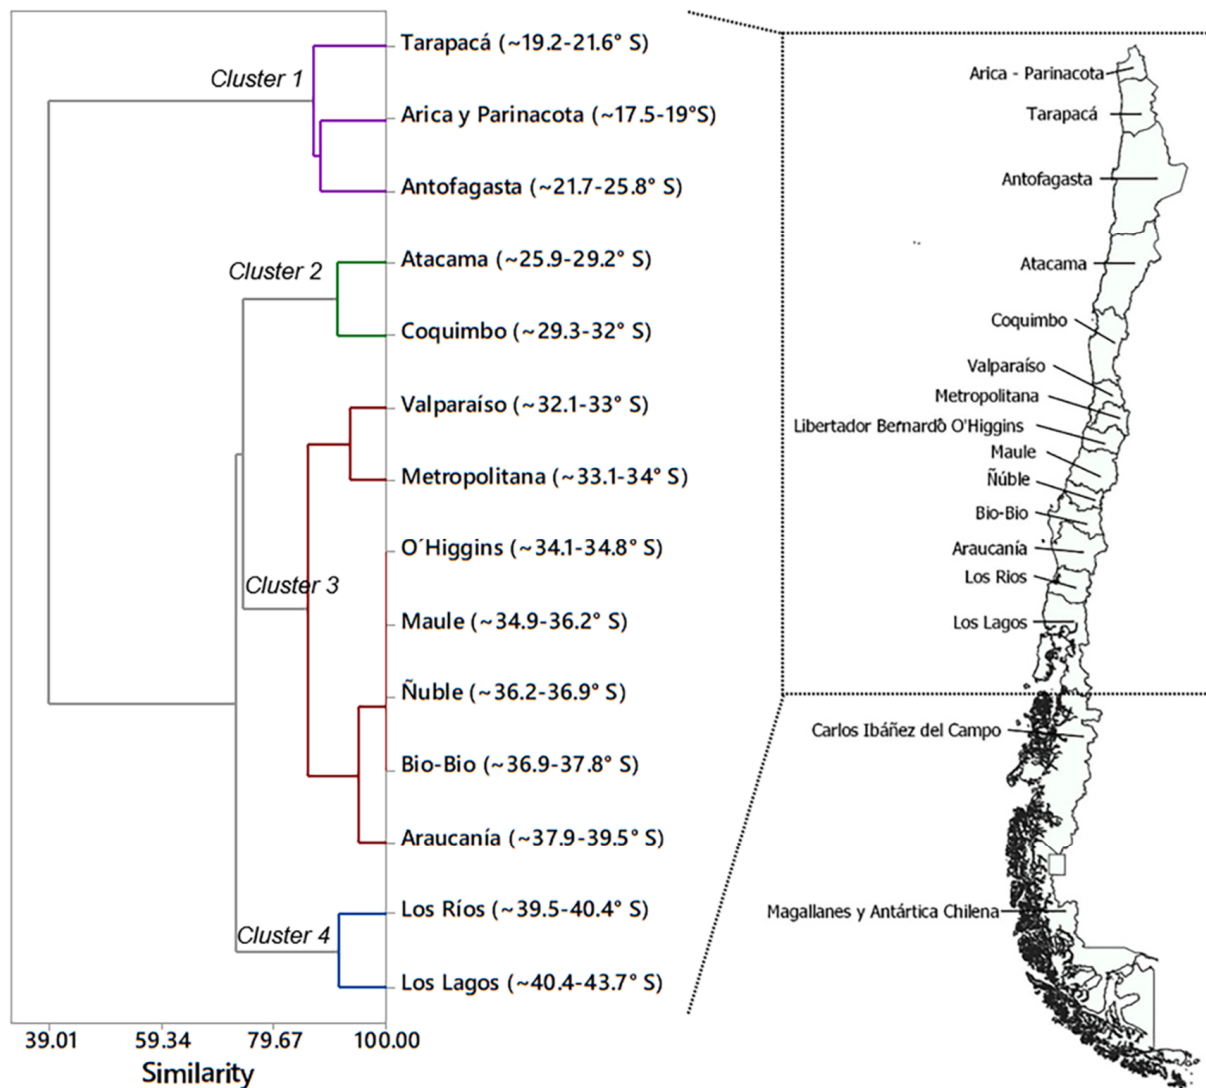 Cluster 1
Tarapacá (~19.2-21.6° S)
Arica y Parinacota (~17.5-19°S)
Antofagasta (~21.7-25.8° S)
Cluster 2
Atacama (~25.9-29.2° S)
Coquimbo (~29.3-32° S)
Valparaíso (~32.1-33° S)
Metropolitana (~33.1-34° S)
O´Higgins (~34.1-34.8° S)
Cluster 3
Maule (~34.9-36.2° S)
Ñuble (~36.2-36.9° S)
Bio-Bio (~36.9-37.8° S)
Araucanía (~37.9-39.5° S)
Los Ríos (~39.5-40.4° S)
Cluster 4
Los Lagos (~40.4-43.7° S)
39.01 59.34 79.67 100.00
Similarity
Arica - Parinacota
Tarapacá
Antofagasta
Atacama
Coquimbo
Valparaíso
Metropolitana
Libertador Bernardo O'Higgins
Maule
Ñúble
Bio-Bio
Araucanía
Los Rios
Los Lagos
Carlos Ibáñez del Campo
Magallanes y Antártica Chilena